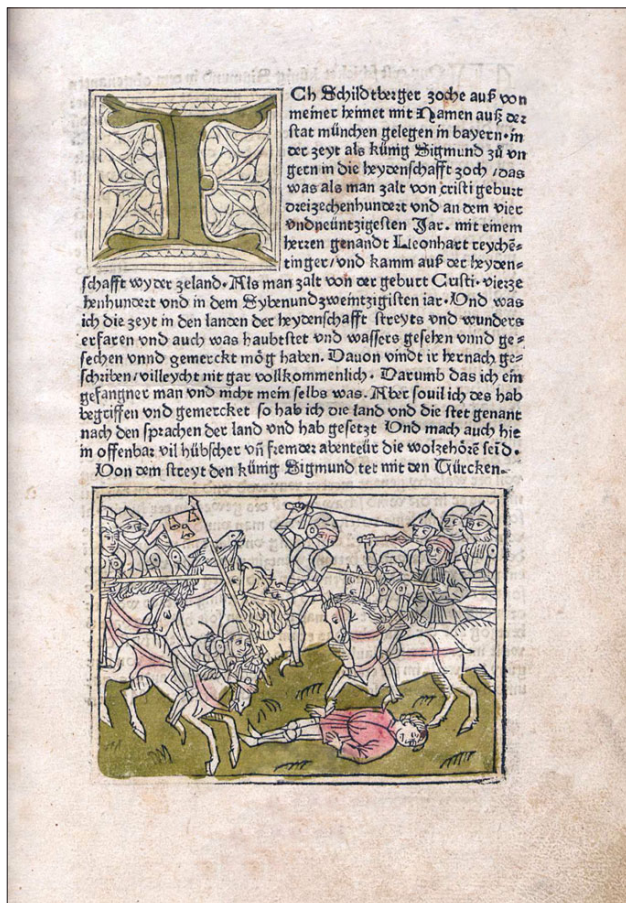 ICh Schildtberger zoche auß von
meiner heimet mit Namen auß der
stat münchen gelegen in bayern. in
der zeyt als künig Sigmund zů vn
gern in die heydenschafft zoch /das
was als man zalt von cristi geburt
dreizechenhundert vnd an dem vier
vndneüntzigesten Jar. mit einem
herren genandt Lieonhart reychē⸗
tinger/vnd kamm auß der heyden⸗
schafft wyder zeland. Als man zalt von der geburt Cristi. vierze
henhundert vnd in dem Sybenundzweintzigisten iar. Vnd was
ich die zeyt in den landen der heydenschafft streyts vnd wunders
erfaren vnd auch was haubtstet vnd wassers gesehen vnnd ge⸗
sechen vnnd gemerckt mög haben. Dauon vindt ir hernach ge⸗
schriben/villeycht nit gar vollkommenlich. Darumb das ich ein
gefangner man vnd nicht mein selbs was. Aber souil ich des hab
begriffen vnd gemercket so hab ich die land vnd die stet genant
nach den sprachen der land vnd hab gesetzt Vnd mach auch hie
in offenbar vil hübscher vñ fremder abenteür die wolzehörē seid.
Von dem streyt den künig Sigmund tet mit den Türcken.